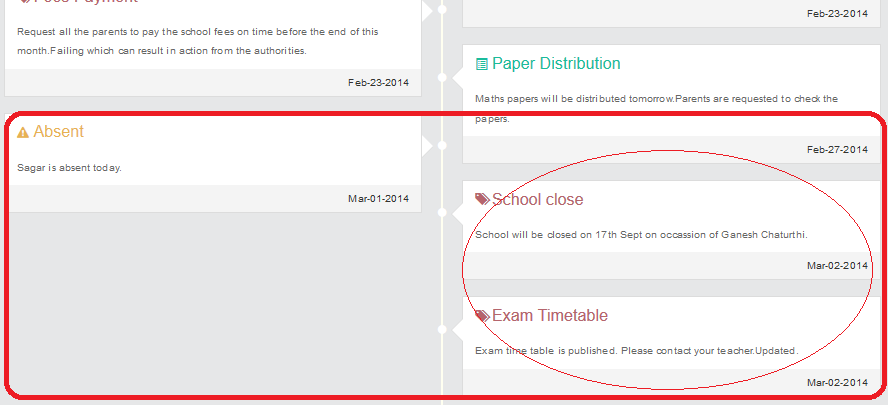 Fees Payment
Request all the parents to pay the school fees on time before the end of this
month.Failing which can result in action from the authorities.
Feb-23-2014
Absent
Sagar is absent today.
Mar-01-2014
Feb-23-2014
Paper Distribution
Maths papers will be distributed tomorrow.Parents are requested to check the
papers.
Feb-27-2014
School close
School will be closed on 17th Sept on occassion of Ganesh Chaturthi.
Mar-02-2014
Exam Timetable
Exam time table is published. Please contact your teacher.Updated.
Mar-02-2014